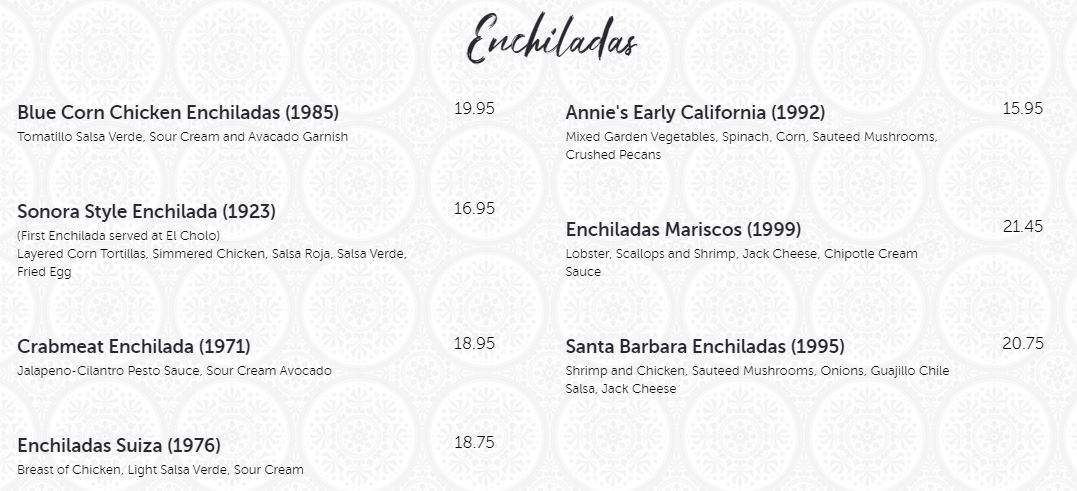 Enchiladas
Blue Corn Chicken Enchiladas (1985) 19.95
Tomatillo Salsa Verde, Sour Cream and Avacado Garnish
Sonora Style Enchilada (1923) 16.95
(First Enchilada served at El Cholo)
Layered Corn Tortillas, Simmered Chicken, Salsa Roja, Salsa Verde,
Fried Egg
Crabmeat Enchilada (1971) 18.95
Jalapeno-Cilantro Pesto Sauce, Sour Cream Avocado
Enchiladas Suiza (1976) 18.75
Breast of Chicken, Light Salsa Verde, Sour Cream
Annie's Early California (1992) 15.95
Mixed Garden Vegetables, Spinach, Corn, Sauteed Mushrooms,
Crushed Pecans
Enchiladas Mariscos (1999) 21.45
Lobster, Scallops and Shrimp, Jack Cheese, Chipotle Cream
Sauce
Santa Barbara Enchiladas (1995) 20.75
Shrimp and Chicken, Sauteed Mushrooms, Onions, Guajillo Chile
Salsa, Jack Cheese